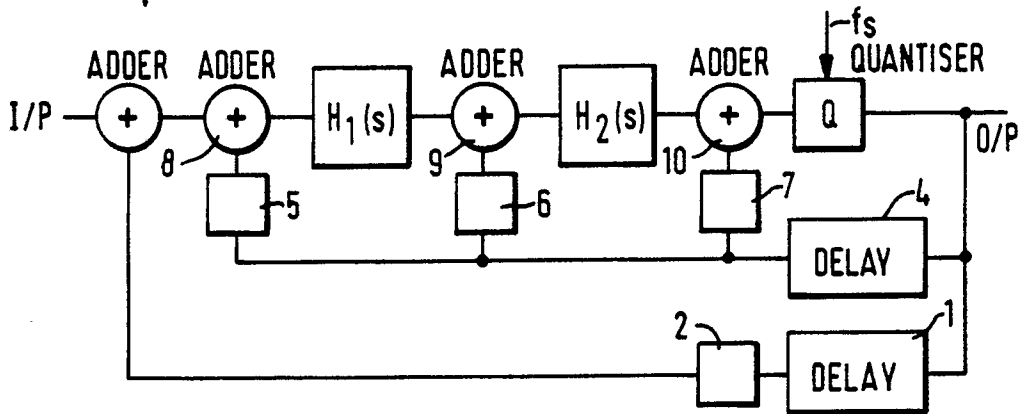 fs
ADDER ADDER ADDER ADDER QUANTISER
I/P + + H₁(s) + H₂(s) + Q O/P
8 9 10
5 6 7 4
DELAY
2 1
DELAY